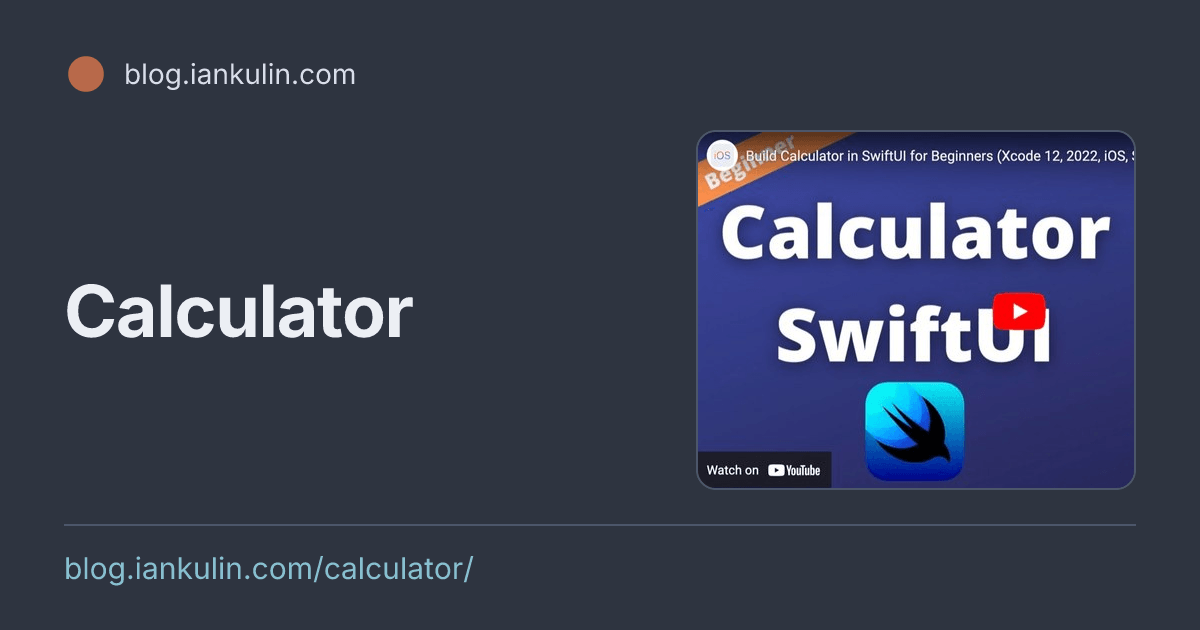 blog.iankulin.com
Calculator
iOS
Build Calculator in SwiftUI for Beginners (Xcode 12, 2022, iOS,
Beginner
Calculator
SwiftUI
Watch on YouTube
blog.iankulin.com/calculator/